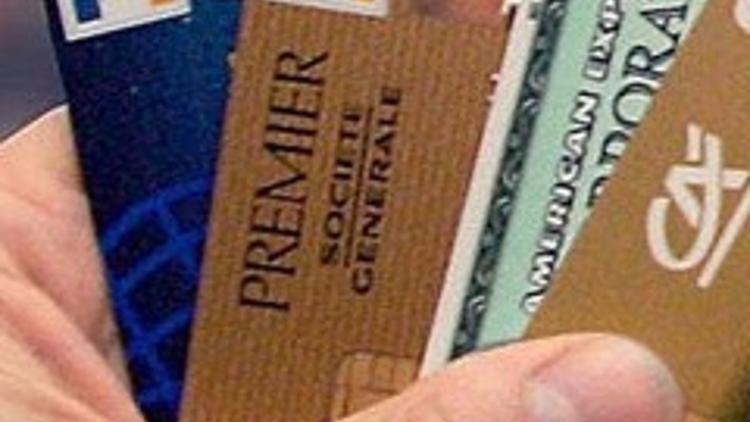 PREMIER
SOCIETE
GENERALE
AMERICAN EXP
RPORA